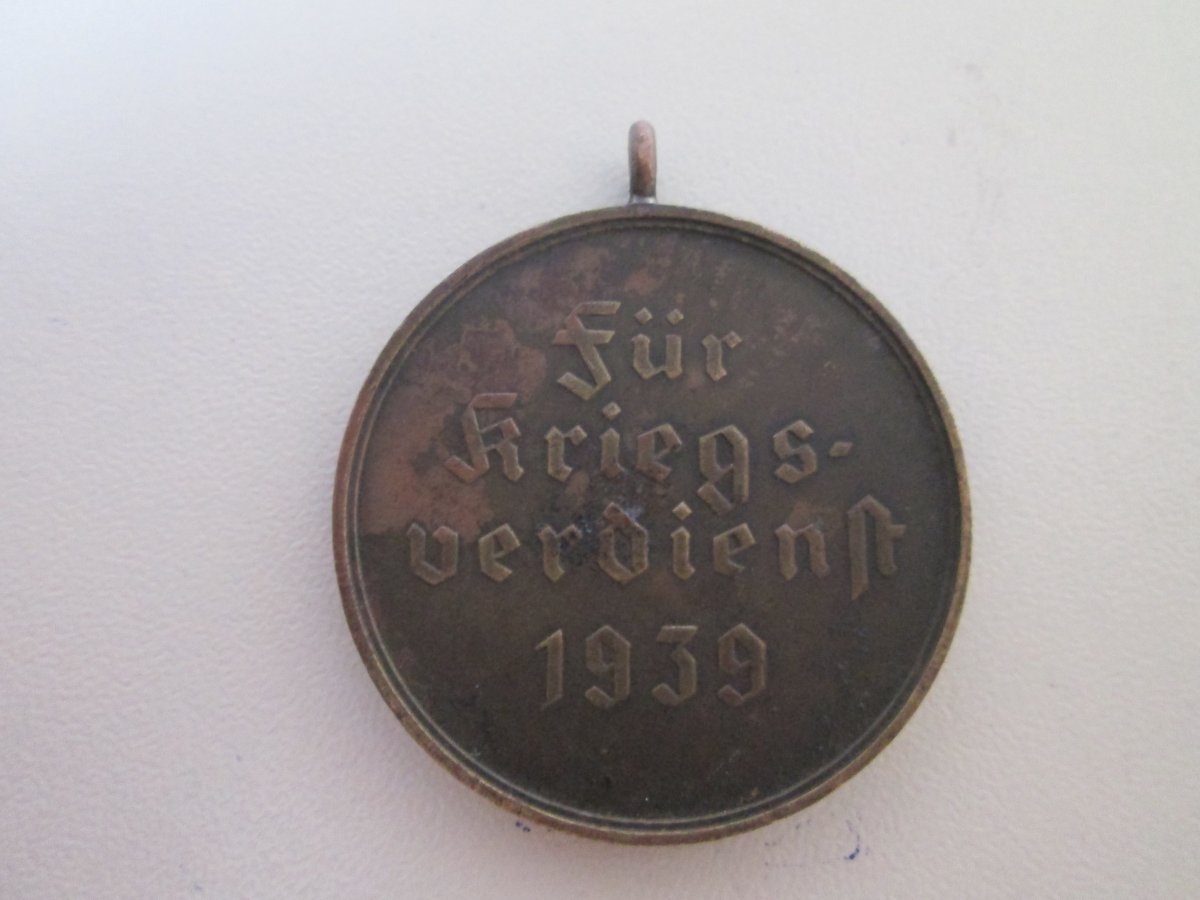 Für
Kriegs-
verdienst
1939